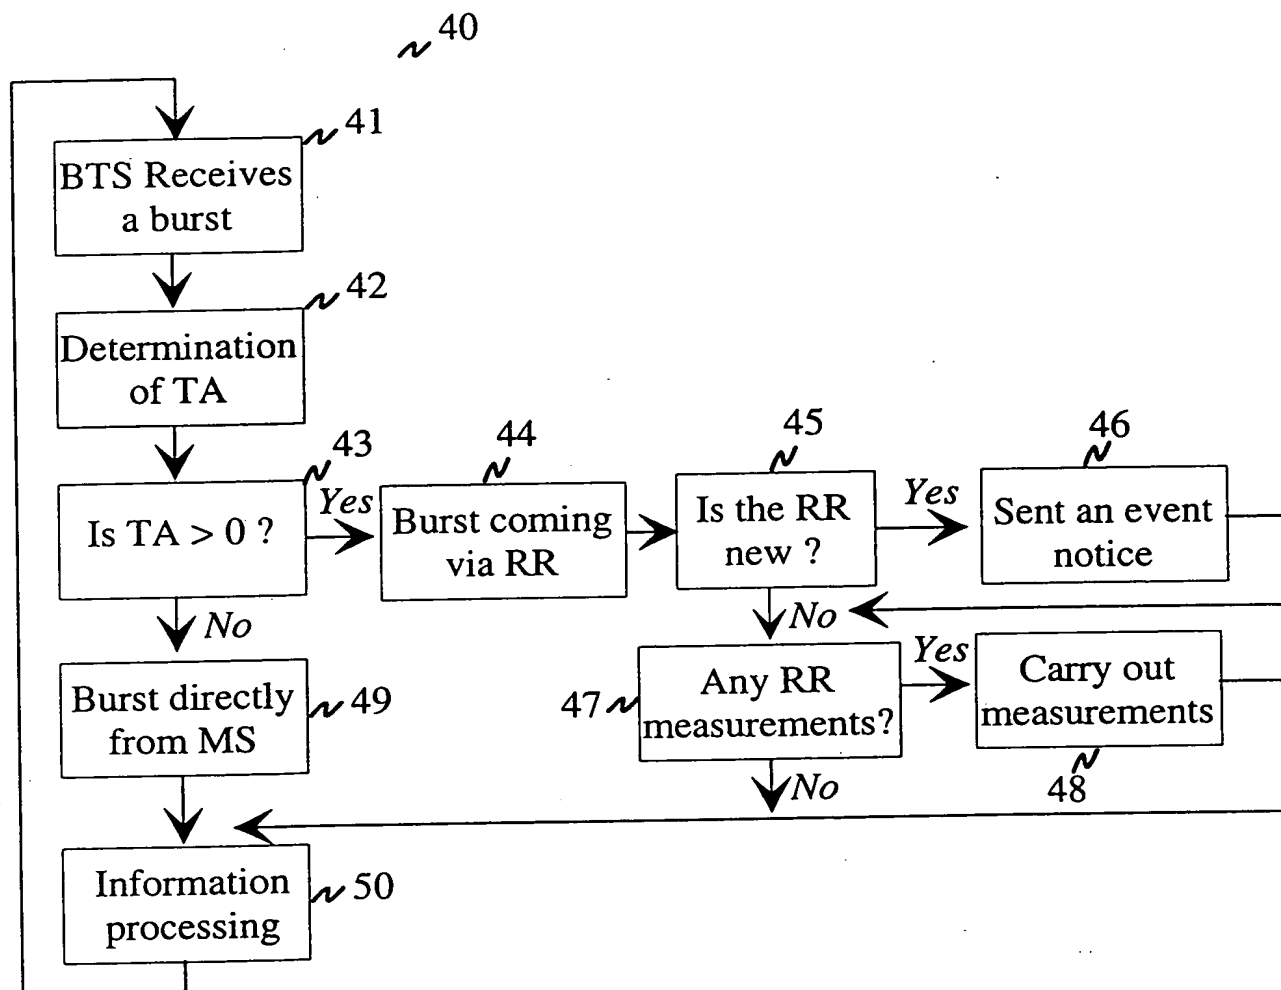 40
41
BTS Receives
a burst
42
Determination
of TA
43
Is TA > 0 ?
Yes
No
44
Burst coming
via RR
45
Is the RR
new ?
Yes
No
46
Sent an event
notice
47
Any RR
measurements?
Yes
No
Carry out
measurements
48
Burst directly
from MS
49
Information
processing
50